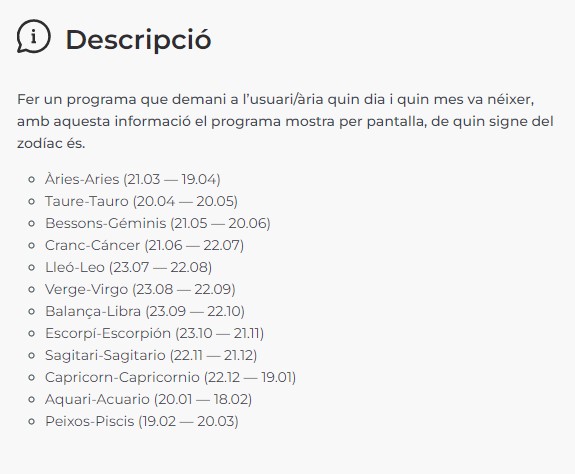 Descripció
Fer un programa que demani a l'usuari/ària quin dia i quin mes va néixer,
amb aquesta informació el programa mostra per pantalla, de quin signe del
zodíac és.
Àries-Aries (21.03 — 19.04)
Taure-Tauro (20.04 — 20.05)
Bessons-Géminis (21.05 — 20.06)
Cranc-Cáncer (21.06 — 22.07)
Lleó-Leo (23.07 — 22.08)
Verge-Virgo (23.08 — 22.09)
Balança-Libra (23.09 — 22.10)
Escorpí-Escorpión (23.10 — 21.11)
Sagitari-Sagitario (22.11 — 21.12)
Capricorn-Capricornio (22.12 — 19.01)
Aquari-Acuario (20.01 — 18.02)
Peixos-Piscis (19.02 — 20.03)